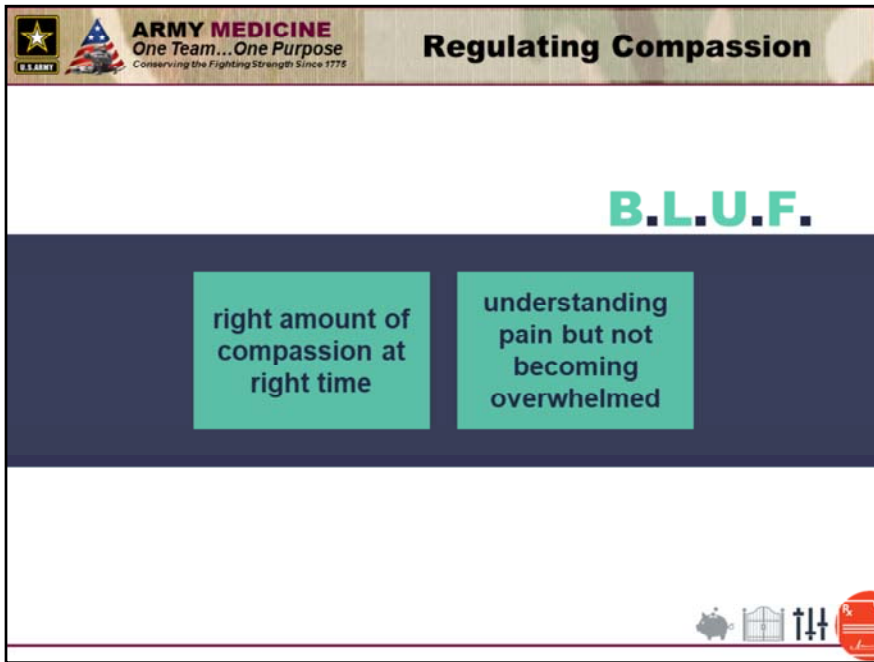 ARMY MEDICINE
One Team...One Purpose
Conserving the Fighting Strength Since 1775
U.S.ARMY
Regulating Compassion
B.L.U.F.
right amount of
compassion at
right time
understanding
pain but not
becoming
overwhelmed
Rx